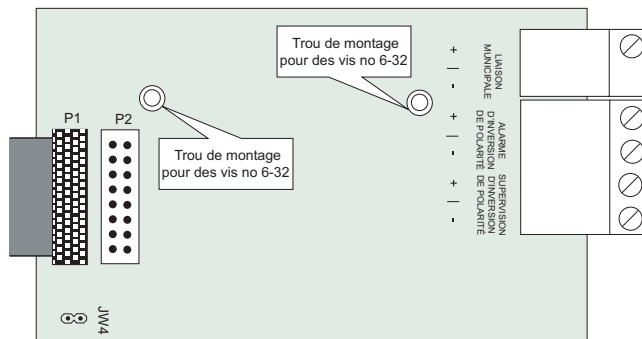 Trou de montage
pour des vis no 6-32
Trou de montage
pour des vis no 6-32
P1
P2
JW4
+
-
LIAISON
MUNICIPALE
+
-
ALARME
D'INVERSION
DE POLARITÉ
+
-
SUPERVISION
D'INVERSION
DE POLARITÉ